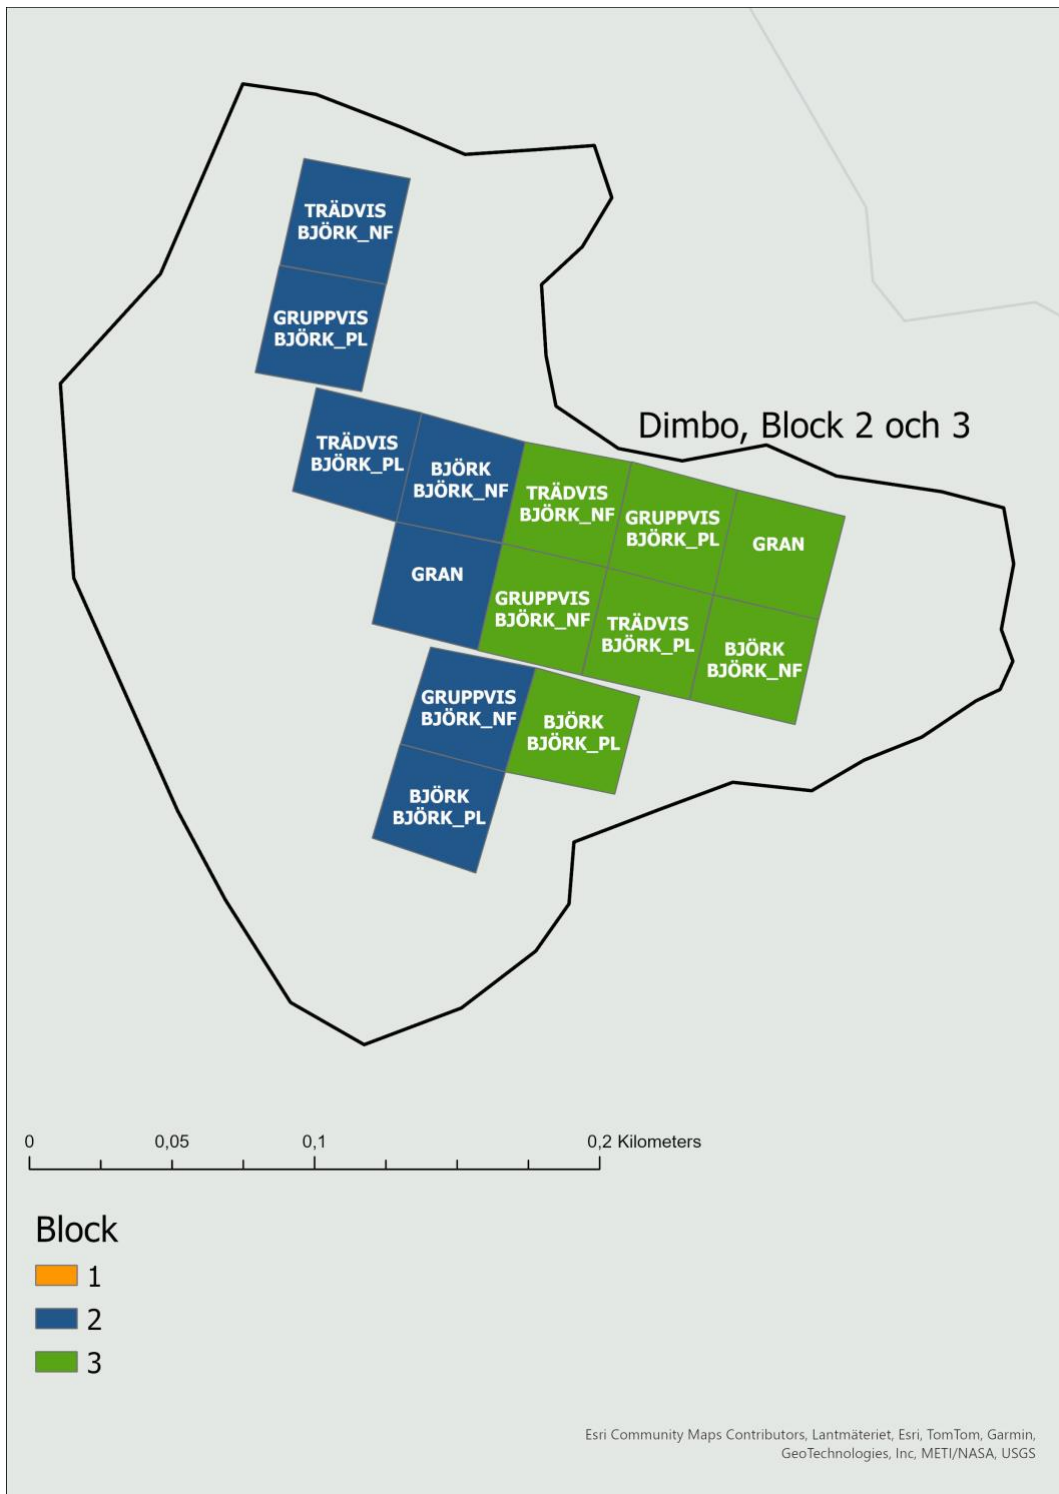 TRÄDVIS
BJÖRK_NF
GRUPPVIS
BJÖRK_PL
Dimbo, Block 2 och 3
TRÄDVIS
BJÖRK_PL
BJÖRK
BJÖRK_NF
TRÄDVIS
BJÖRK_NF
GRUPPVIS
BJÖRK_PL
GRAN
GRAN
GRUPPVIS
BJÖRK_NF
TRÄDVIS
BJÖRK_PL
BJÖRK
BJÖRK_NF
GRUPPVIS
BJÖRK_NF
BJÖRK
BJÖRK_PL
BJÖRK
BJÖRK_PL
0 0,05 0,1 0,2 Kilometers
Block
1
2
3
Esri Community Maps Contributors, Lantmäteriet, Esri, TomTom, Garmin,
GeoTechnologies, Inc, METI/NASA, USGS